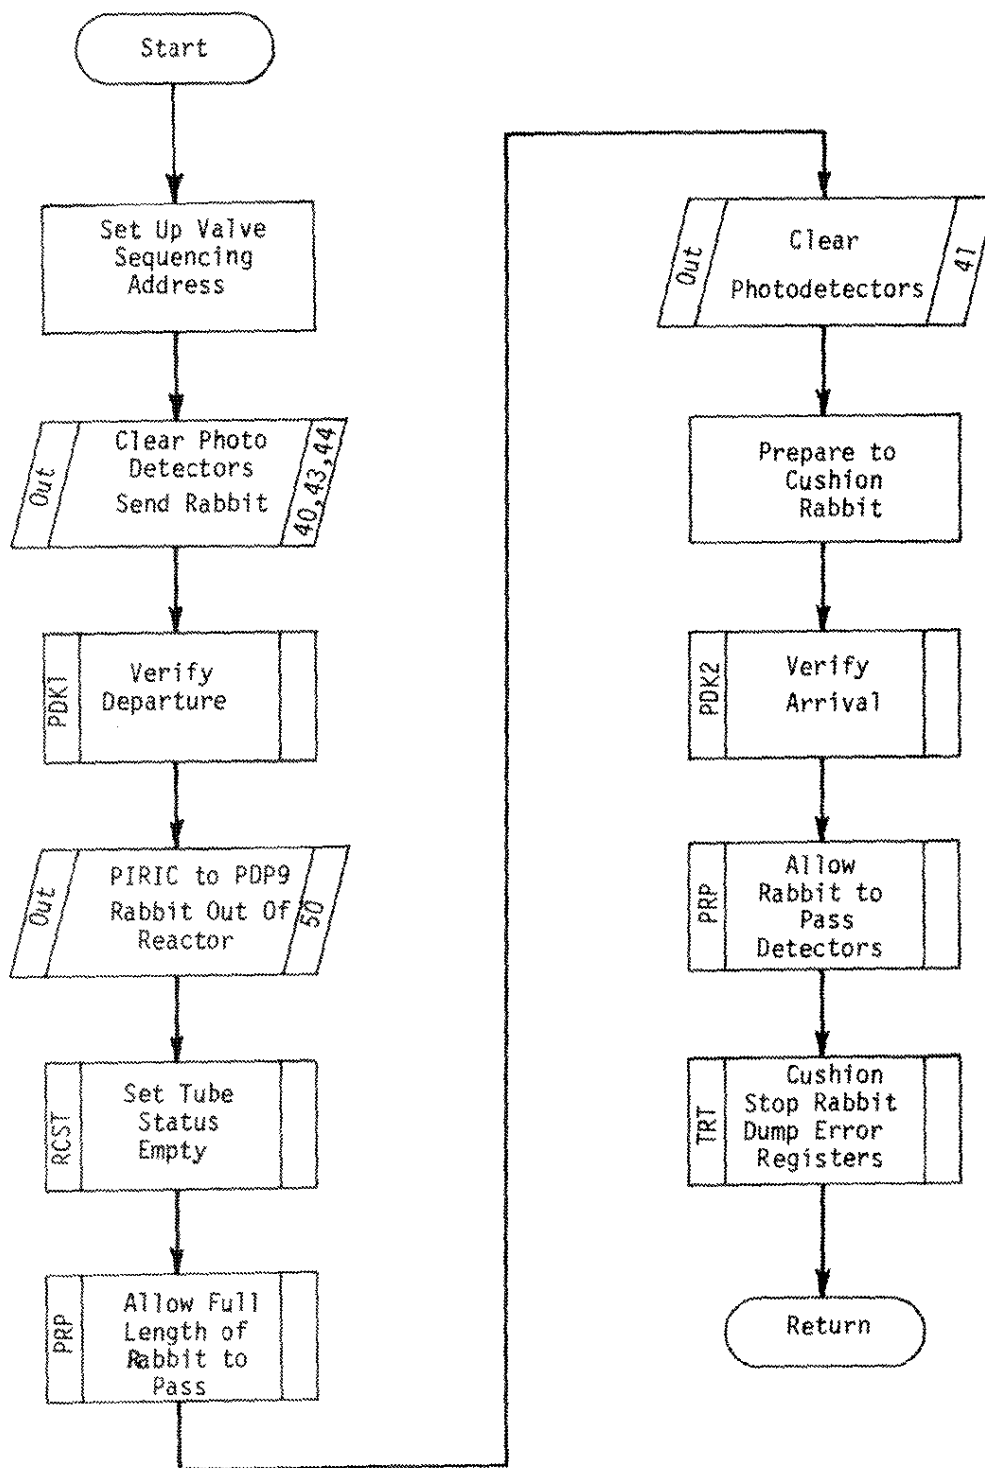 Start
Set Up Valve
Sequencing
Address
Out
Clear Photo
Detectors
Send Rabbit
40,43,44
PDK1
Verify
Departure
Out
PIRIC to PDP9
Rabbit Out Of
Reactor
50
RCST
Set Tube
Status
Empty
PRP
Allow Full
Length of
Rabbit to
Pass
Out
Clear
Photodetectors
41
Prepare to
Cushion
Rabbit
PDK2
Verify
Arrival
PRP
Allow
Rabbit to
Pass
Detectors
TRT
Cushion
Stop Rabbit
Dump Error
Registers
Return